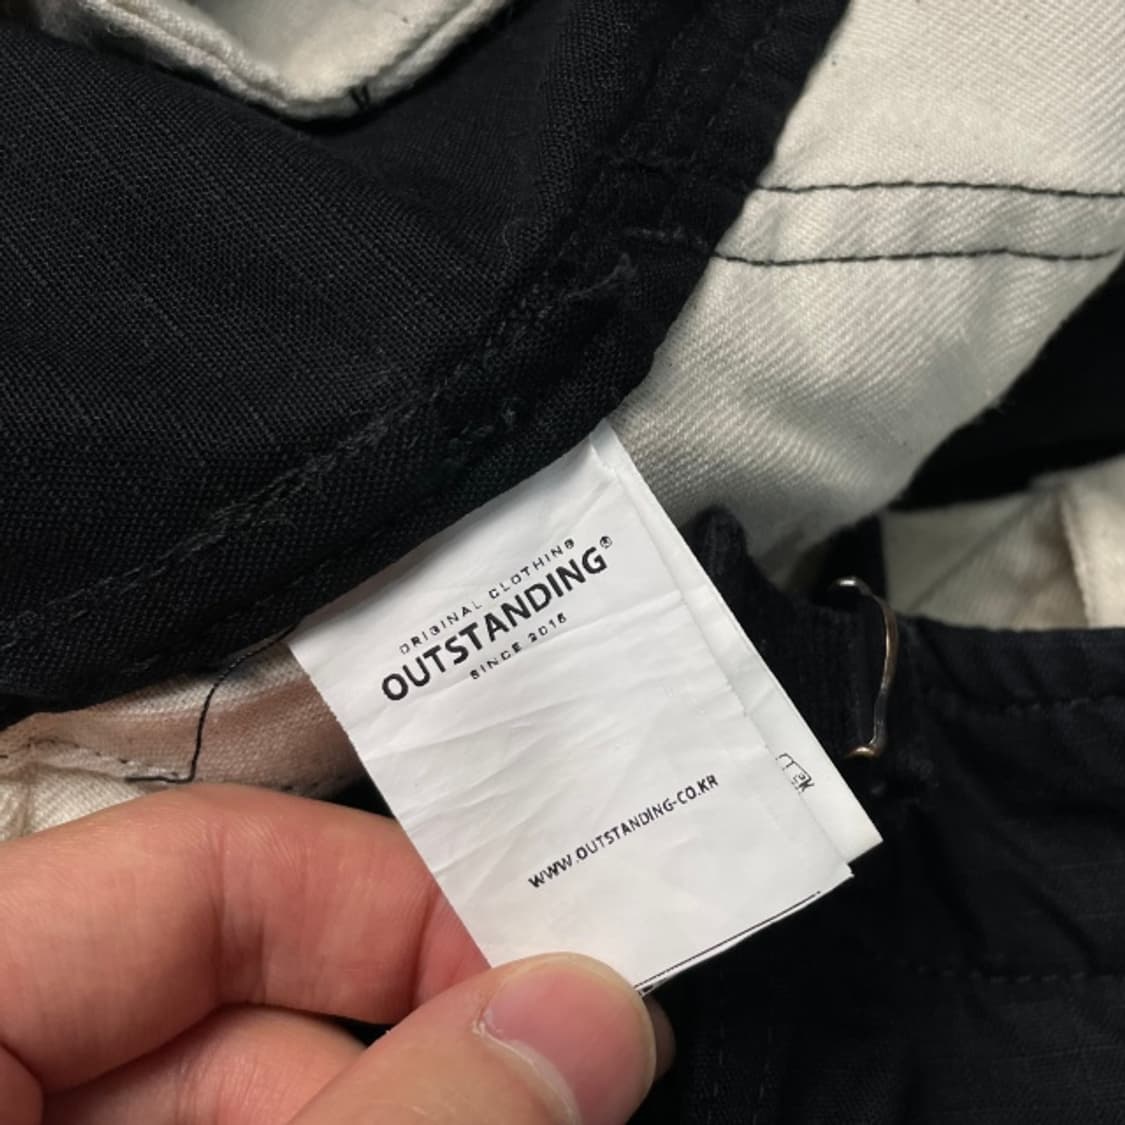 ORIGINAL CLOTHING
OUTSTANDING®
SINCE 2015
WWW.OUTSTANDING-CO.KR